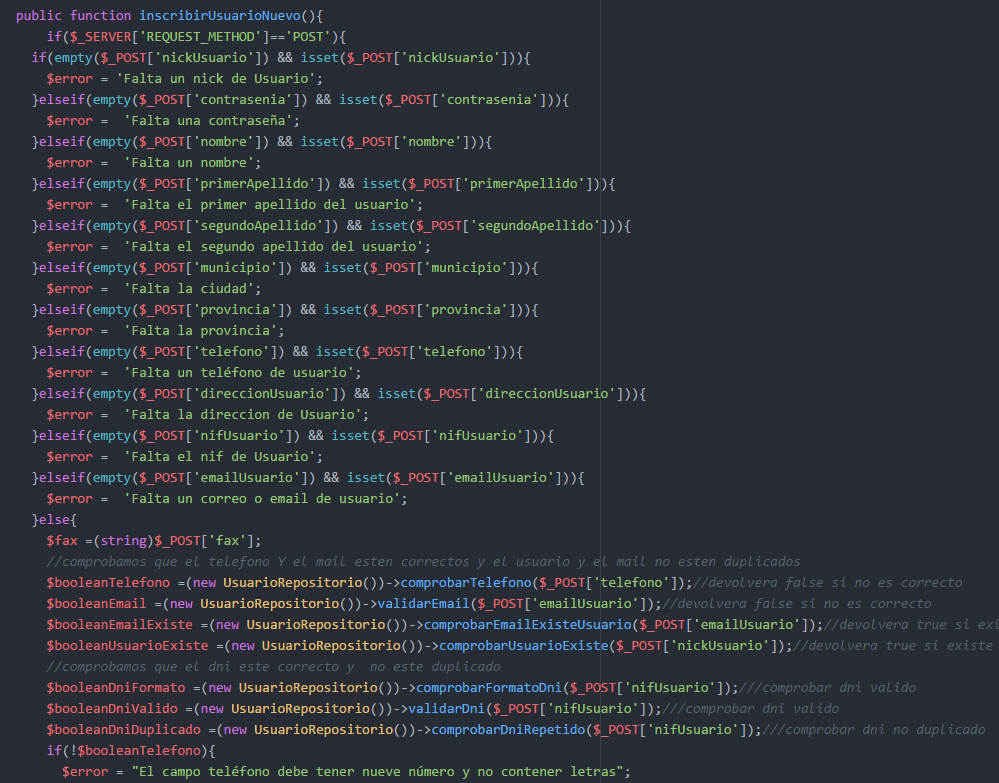 public function inscribirUsuarioNuevo(){
if($_SERVER['REQUEST_METHOD']=='POST'){
if(empty($_POST['nickUsuario']) && isset($_POST['nickUsuario'])){
$error = 'Falta un nick de Usuario';
}elseif(empty($_POST['contrasenia']) && isset($_POST['contrasenia'])){
$error =  'Falta una contraseña';
}elseif(empty($_POST['nombre']) && isset($_POST['nombre'])){
$error =  'Falta un nombre';
}elseif(empty($_POST['primerApellido']) && isset($_POST['primerApellido'])){
$error =  'Falta el primer apellido del usuario';
}elseif(empty($_POST['segundoApellido']) && isset($_POST['segundoApellido'])){
$error =  'Falta el segundo apellido del usuario';
}elseif(empty($_POST['municipio']) && isset($_POST['municipio'])){
$error =  'Falta la ciudad';
}elseif(empty($_POST['provincia']) && isset($_POST['provincia'])){
$error =  'Falta la provincia';
}elseif(empty($_POST['telefono']) && isset($_POST['telefono'])){
$error =  'Falta un teléfono de usuario';
}elseif(empty($_POST['direccionUsuario']) && isset($_POST['direccionUsuario'])){
$error =  'Falta la direccion de Usuario';
}elseif(empty($_POST['nifUsuario']) && isset($_POST['nifUsuario'])){
$error =  'Falta el nif de Usuario';
}elseif(empty($_POST['emailUsuario']) && isset($_POST['emailUsuario'])){
$error =  'Falta un correo o email de usuario';
}else{
$fax =(string)$_POST['fax'];
//comprobamos que el telefono Y el mail esten correctos y el usuario y el mail no esten duplicados
$booleanTelefono =(new UsuarioRepositorio())->comprobarTelefono($_POST['telefono']);//devolvera false si no es correcto
$booleanEmail =(new UsuarioRepositorio())->validarEmail($_POST['emailUsuario']);//devolvera false si no es correcto
$booleanEmailExiste =(new UsuarioRepositorio())->comprobarEmailExisteUsuario($_POST['emailUsuario']);//devolvera true si exi
$booleanUsuarioExiste =(new UsuarioRepositorio())->comprobarUsuarioExiste($_POST['nickUsuario']);//devolvera true si existe
//comprobamos que el dni este correcto y  no este duplicado
$booleanDniFormato =(new UsuarioRepositorio())->comprobarFormatoDni($_POST['nifUsuario']);///comprobar dni valido
$booleanDniValido =(new UsuarioRepositorio())->validarDni($_POST['nifUsuario']);///comprobar dni valido
$booleanDniDuplicado =(new UsuarioRepositorio())->comprobarDniRepetido($_POST['nifUsuario']);///comprobar dni no duplicado
if(!$booleanTelefono){
$error = "El campo teléfono debe tener nueve número y no contener letras";